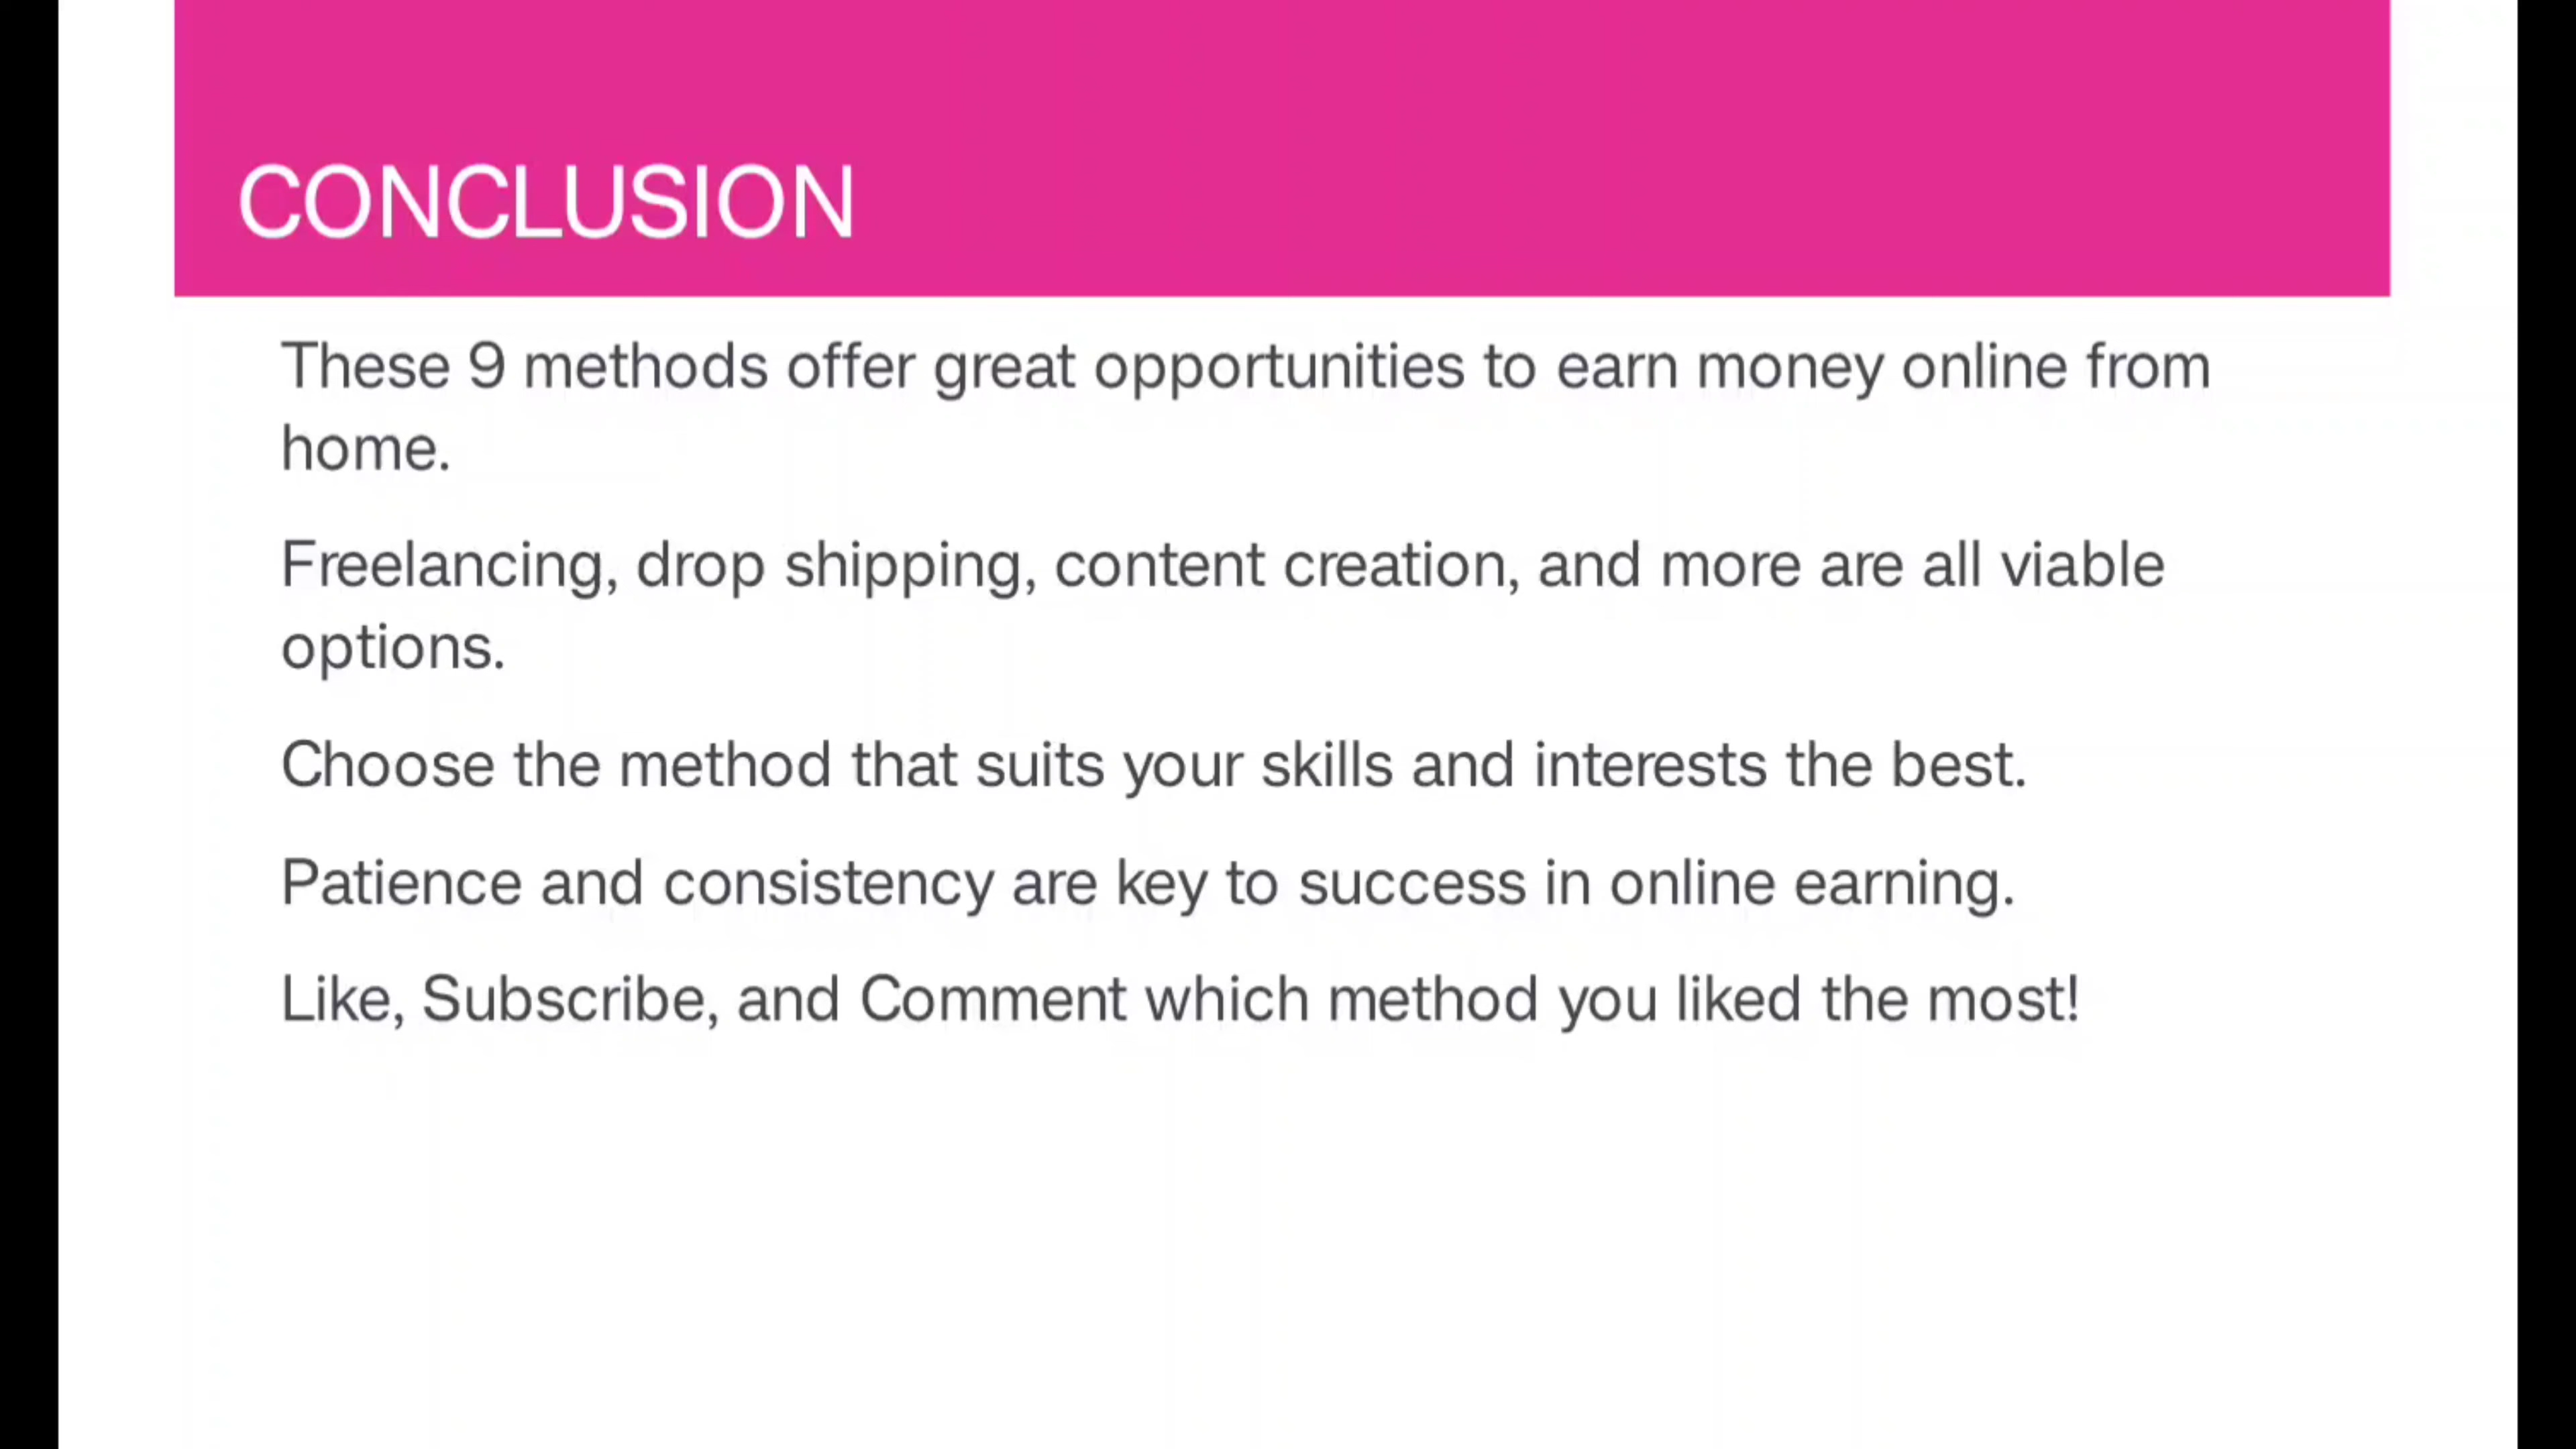 CONCLUSION
These 9 methods offer great opportunities to earn money online from
home.
Freelancing, drop shipping, content creation, and more are all viable
options.
Choose the method that suits your skills and interests the best.
Patience and consistency are key to success in online earning.
Like, Subscribe, and Comment which method you liked the most!